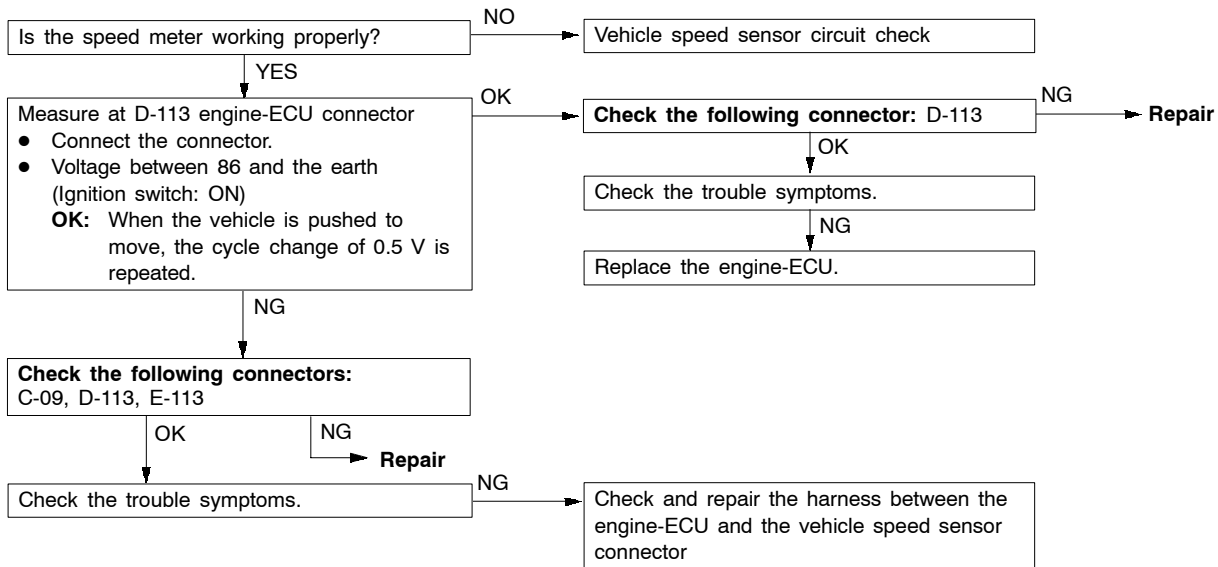 Is the speed meter working properly?
NO
Vehicle speed sensor circuit check
YES
Measure at D-113 engine-ECU connector
● Connect the connector.
● Voltage between 86 and the earth
(Ignition switch: ON)
OK: When the vehicle is pushed to
move, the cycle change of 0.5 V is
repeated.
OK
Check the following connector: D-113
NG
Repair
OK
Check the trouble symptoms.
NG
Replace the engine-ECU.
NG
Check the following connectors:
C-09, D-113, E-113
OK
NG
Repair
Check the trouble symptoms.
NG
Check and repair the harness between the
engine-ECU and the vehicle speed sensor
connector